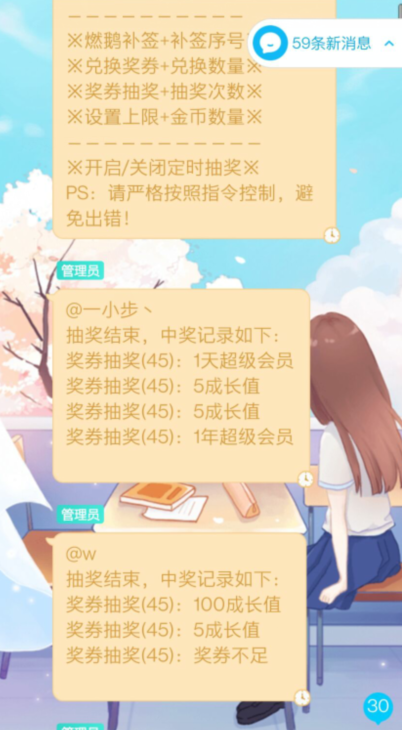 －－－－－－－－－－－
※燃鹅补签+补签序号
59条新消息
※兑换奖券+兑换数量※
※奖券抽奖+抽奖次数※
※设置上限+金币数量※
－－－－－－－－－－－
※开启/关闭定时抽奖※
PS：请严格按照指令控制，避
免出错！
管理员
@一小步丶
抽奖结束，中奖记录如下：
奖券抽奖(45)：1天超级会员
奖券抽奖(45)：5成长值
奖券抽奖(45)：5成长值
奖券抽奖(45)：1年超级会员
管理员
@w
抽奖结束，中奖记录如下：
奖券抽奖(45)：100成长值
奖券抽奖(45)：5成长值
奖券抽奖(45)：奖券不足
30
管理员